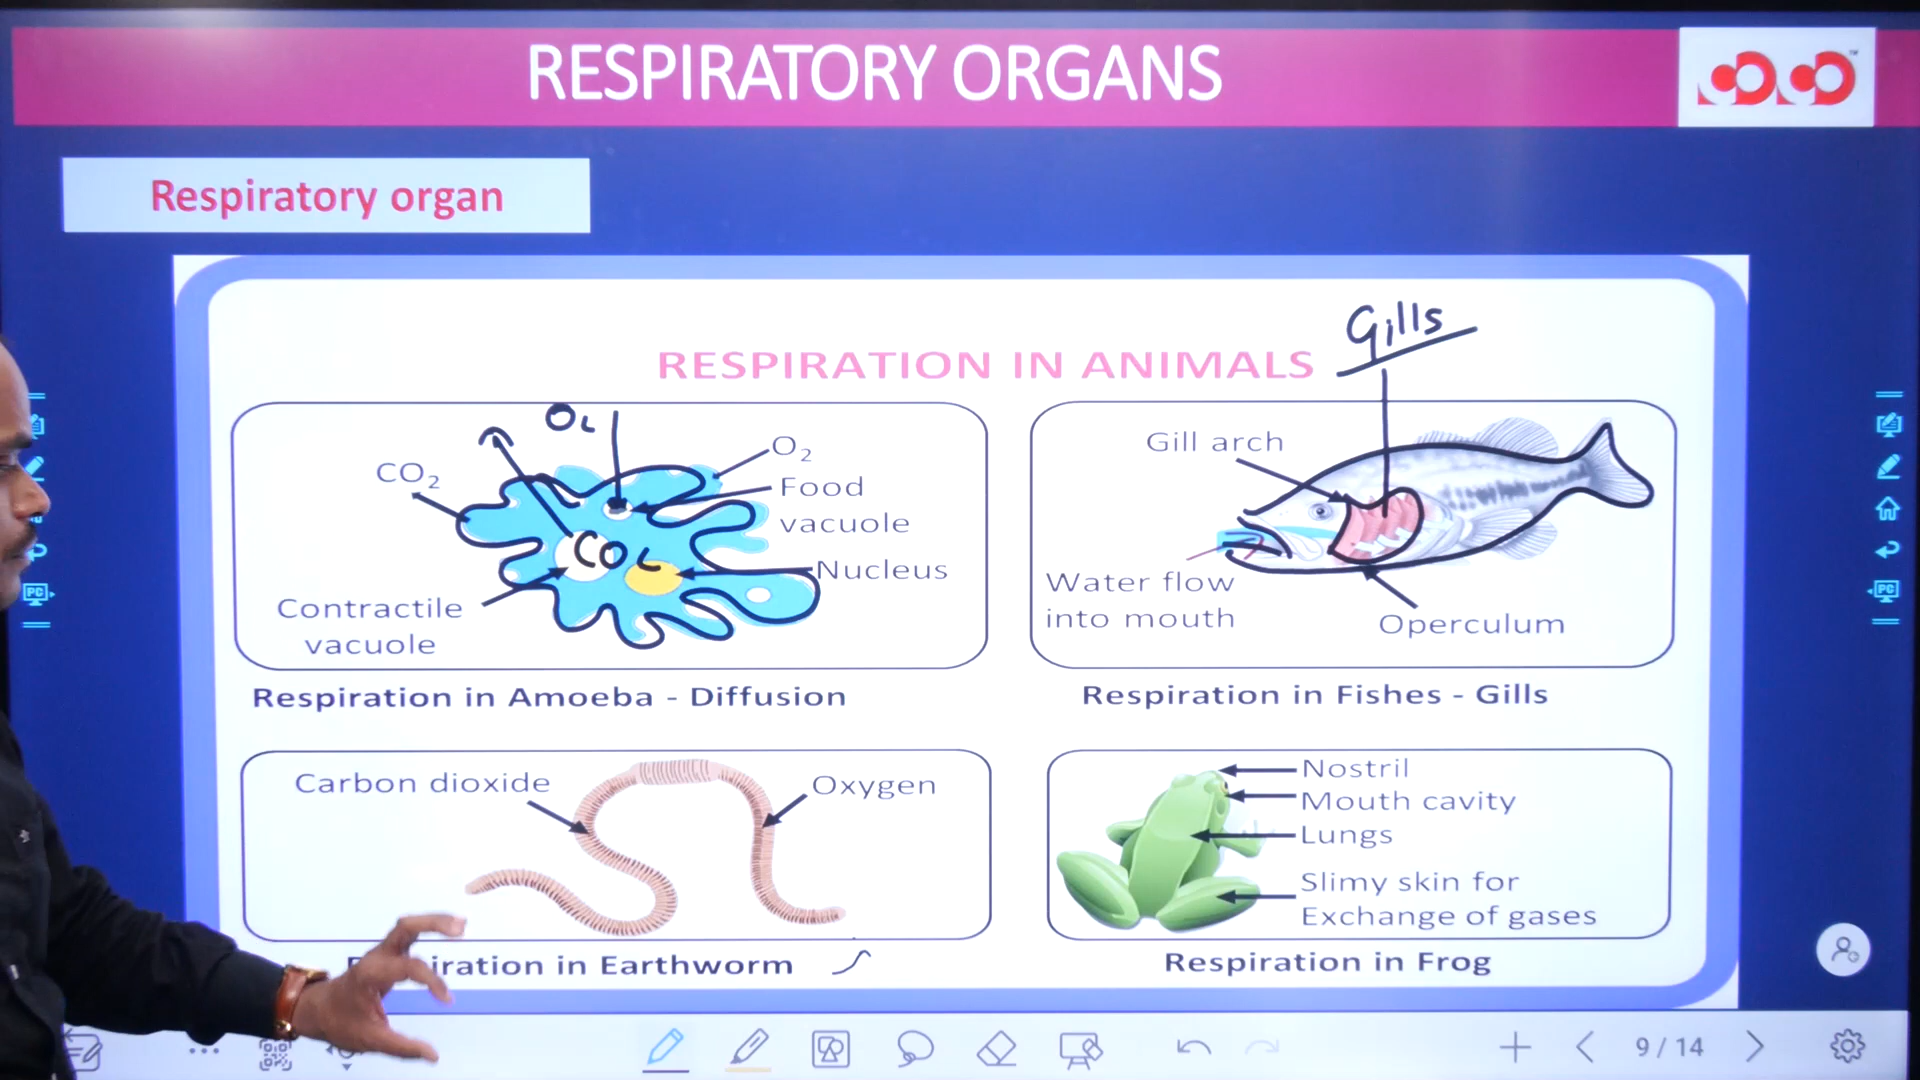 RESPIRATORY ORGANS
Respiratory organ
Gills
RESPIRATION IN ANIMALS
CO2
O2
Food
vacuole
Nucleus
Contractile
vacuole
Respiration in Amoeba - Diffusion
Gill arch
Water flow
into mouth
Operculum
Respiration in Fishes - Gills
Carbon dioxide
Oxygen
iration in Earthworm
Nostril
Mouth cavity
Lungs
Slimy skin for
Exchange of gases
Respiration in Frog
9 / 14
PC
PC